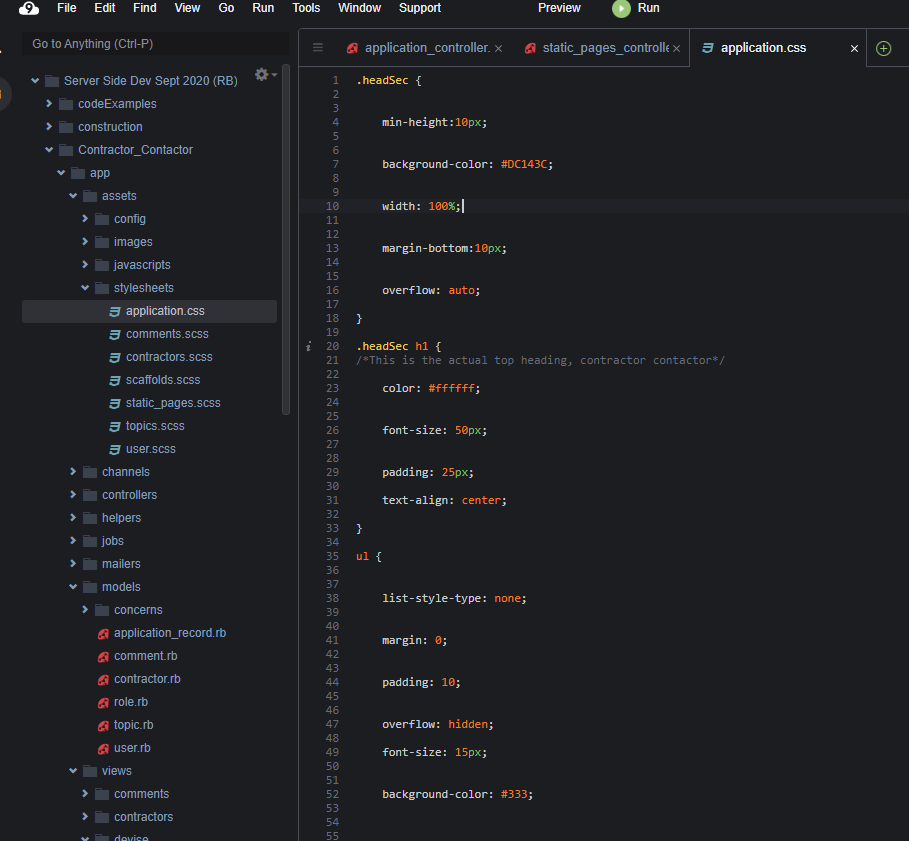 File Edit Find View Go Run Tools Window Support Preview Run
Go to Anything (Ctrl-P)
Server Side Dev Sept 2020 (RB)
codeExamples
construction
Contractor_Contactor
app
assets
config
images
javascripts
stylesheets
application.css
comments.scss
contractors.scss
scaffolds.scss
static_pages.scss
topics.scss
user.scss
channels
controllers
helpers
jobs
mailers
models
concerns
application_record.rb
comment.rb
contractor.rb
role.rb
topic.rb
user.rb
views
comments
contractors
devise
application_controller. static_pages_controlle application.css
1 .headSec {
2
3
4 min-height:10px;
5
6
7 background-color: #DC143C;
8
9
10 width: 100%;
11
12
13 margin-bottom:10px;
14
15
16 overflow: auto;
17
18 }
19
20 .headSec h1 {
21 /*This is the actual top heading, contractor contactor*/
22
23 color: #ffffff;
24
25
26 font-size: 50px;
27
28
29 padding: 25px;
30
31 text-align: center;
32
33 }
34
35 ul {
36
37
38 list-style-type: none;
39
40
41 margin: 0;
42
43
44 padding: 10;
45
46
47 overflow: hidden;
48
49 font-size: 15px;
50
51
52 background-color: #333;
53
54
55